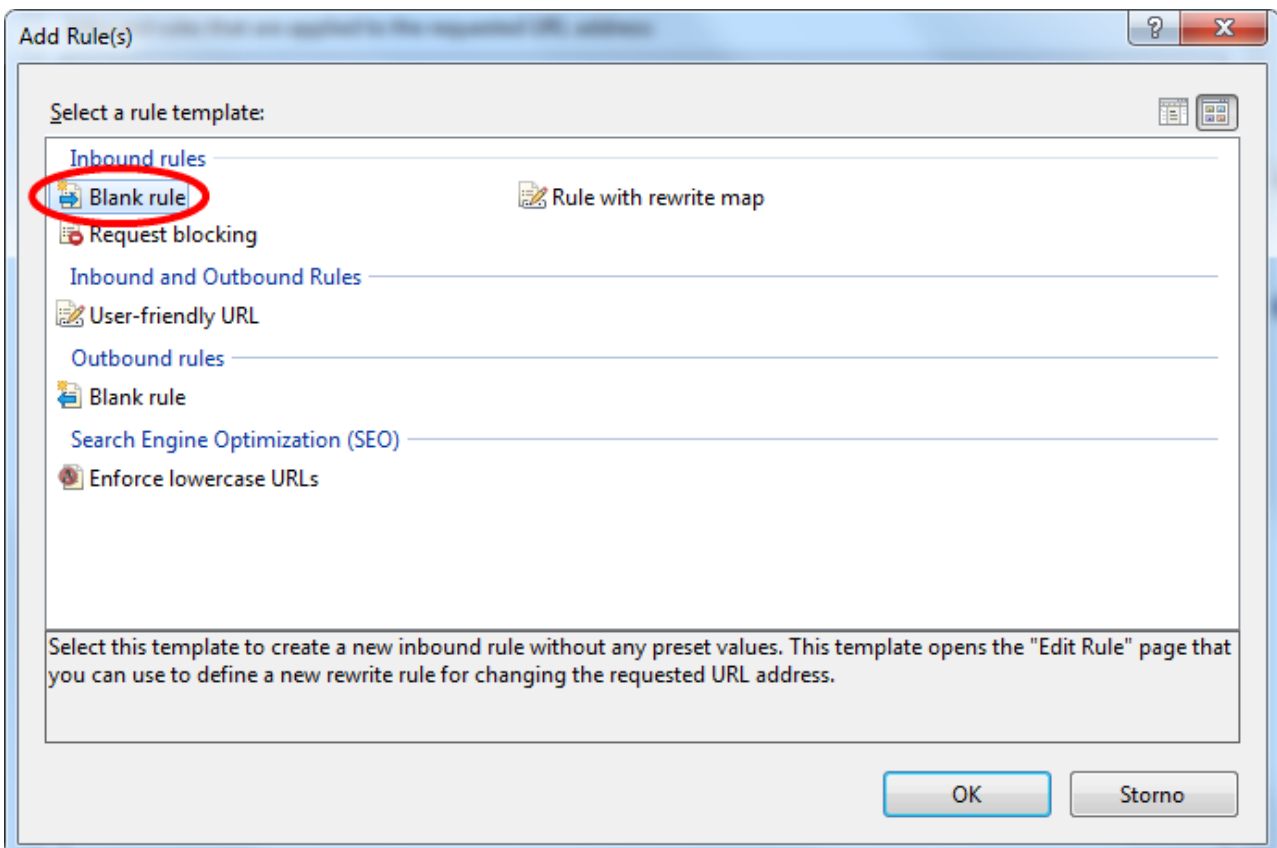 Add Rule(s)
Select a rule template:
Inbound rules
Blank rule
Rule with rewrite map
Request blocking
Inbound and Outbound Rules
User-friendly URL
Outbound rules
Blank rule
Search Engine Optimization (SEO)
Enforce lowercase URLs
Select this template to create a new inbound rule without any preset values. This template opens the "Edit Rule" page that
you can use to define a new rewrite rule for changing the requested URL address.
OK
Storno